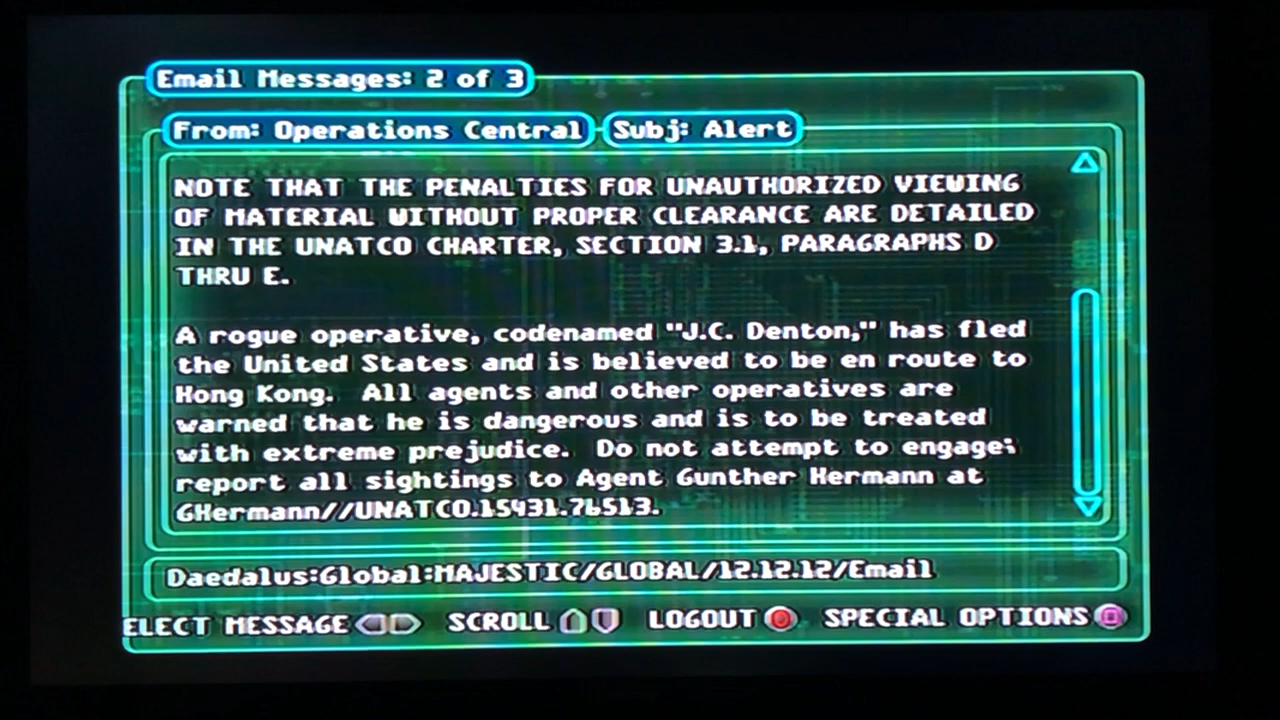 Email Messages: 2 of 3
From: Operations Central Subj: Alert
NOTE THAT THE PENALTIES FOR UNAUTHORIZED VIEWING
OF MATERIAL WITHOUT PROPER CLEARANCE ARE DETAILED
IN THE UNATCO CHARTER, SECTION 3.1, PARAGRAPHS D
THRU E.
A rogue operative, codenamed "J.C. Denton," has fled
the United States and is believed to be en route to
Hong Kong. All agents and other operatives are
warned that he is dangerous and is to be treated
with extreme prejudice. Do not attempt to engage;
report all sightings to Agent Gunther Hermann at
GHermann//UNATCO.15431.76513.
Daedalus:Global:MAJESTIC/GLOBAL/12.12.12/Email
ELECT MESSAGE SCROLL LOGOUT SPECIAL OPTIONS